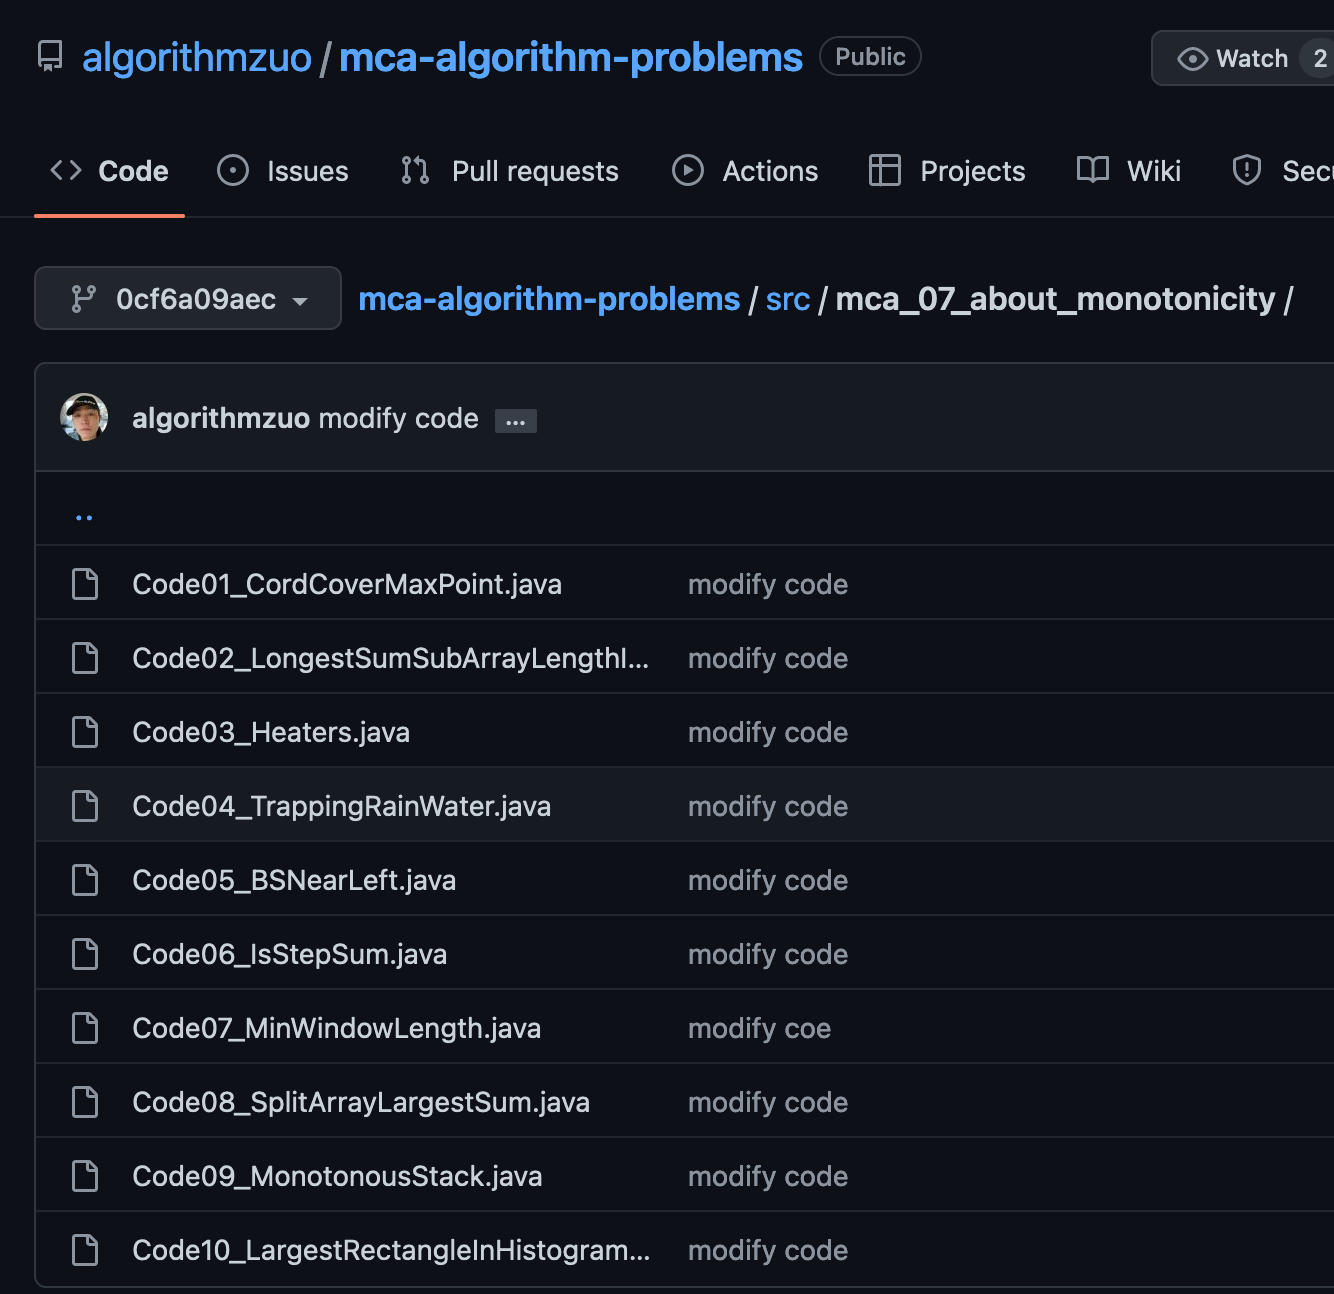 algorithmzuo / mca-algorithm-problems Public Watch 2
Code Issues Pull requests Actions Projects Wiki Secu
0cf6a09aec mca-algorithm-problems / src / mca_07_about_monotonicity /
algorithmzuo modify code ...
..
Code01_CordCoverMaxPoint.java modify code
Code02_LongestSumSubArrayLengthI... modify code
Code03_Heaters.java modify code
Code04_TrappingRainWater.java modify code
Code05_BSNearLeft.java modify code
Code06_IsStepSum.java modify code
Code07_MinWindowLength.java modify coe
Code08_SplitArrayLargestSum.java modify code
Code09_MonotonousStack.java modify code
Code10_LargestRectangleInHistogram... modify code